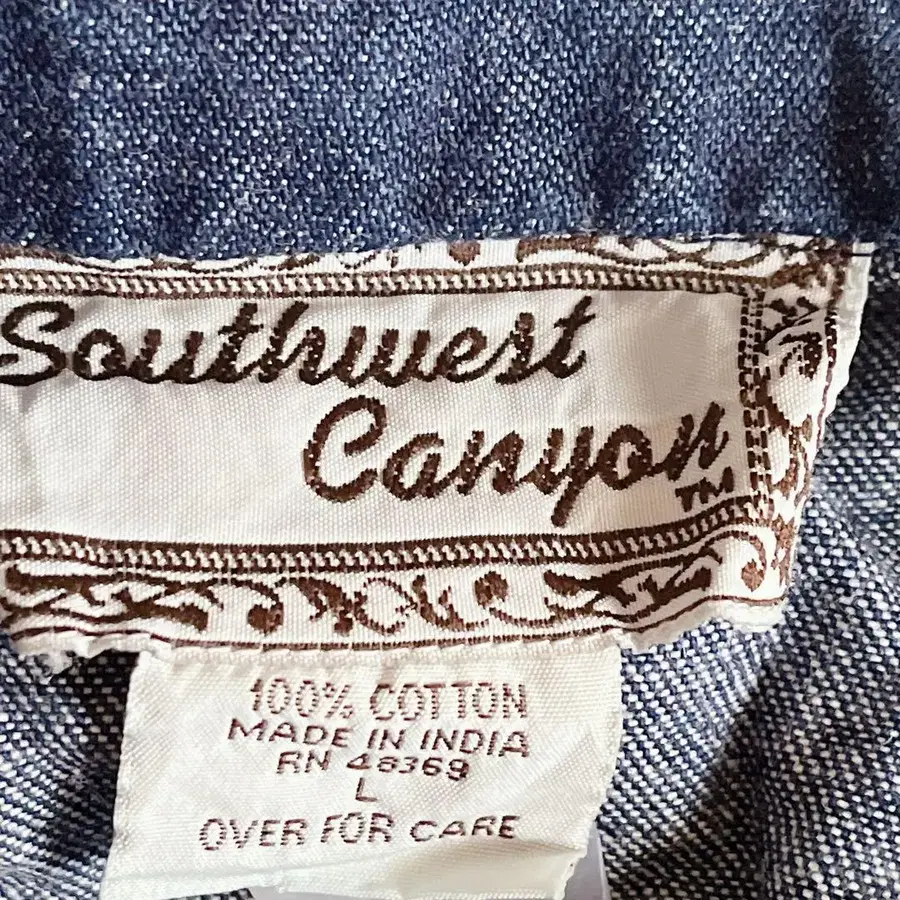 Southwest
Canyon
TM
100% COTTON
MADE IN INDIA
RN 48369
L
OVER FOR CARE